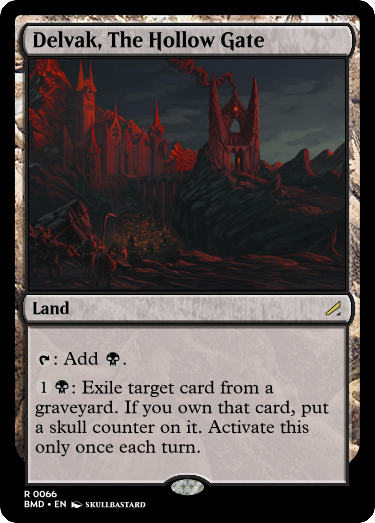 Delvak, The Hollow Gate
Land
: Add .
1 : Exile target card from a
graveyard. If you own that card, put
a skull counter on it. Activate this
only once each turn.
R 0066
BMD • EN SKULLBASTARD